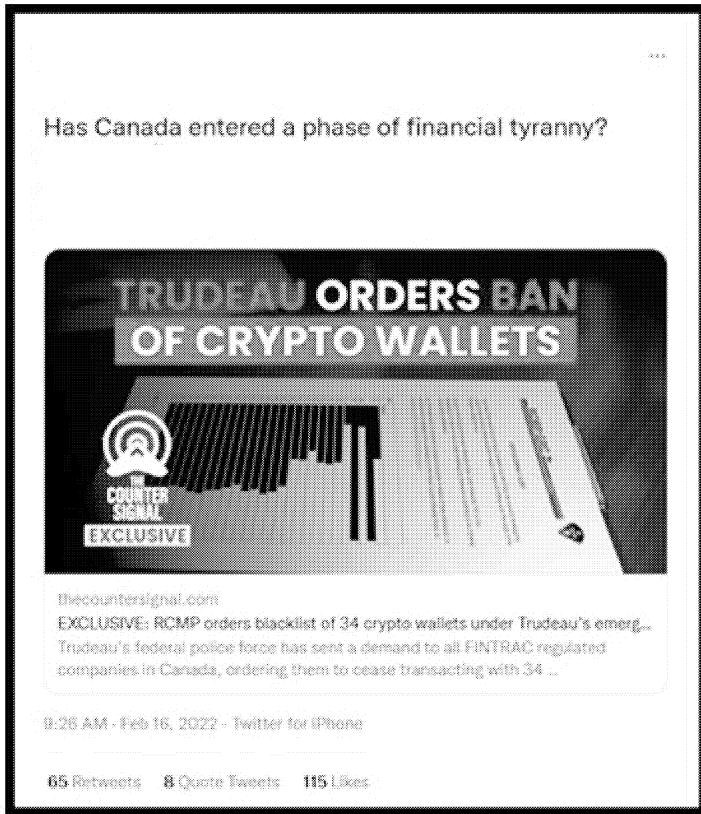 Has Canada entered a phase of financial tyranny?
TRUDEAU ORDERS BAN
OF CRYPTO WALLETS
THE
COUNTER
SIGNAL
EXCLUSIVE
thecountersignal.com
EXCLUSIVE: RCMP orders blacklist of 34 crypto wallets under Trudeau's emerg...
Trudeau's federal police force has sent a demand to all FINTRAC regulated
companies in Canada, ordering them to cease transacting with 34 ...
9:26 AM · Feb 16, 2022 · Twitter for iPhone
65 Retweets 8 Quote Tweets 115 Likes